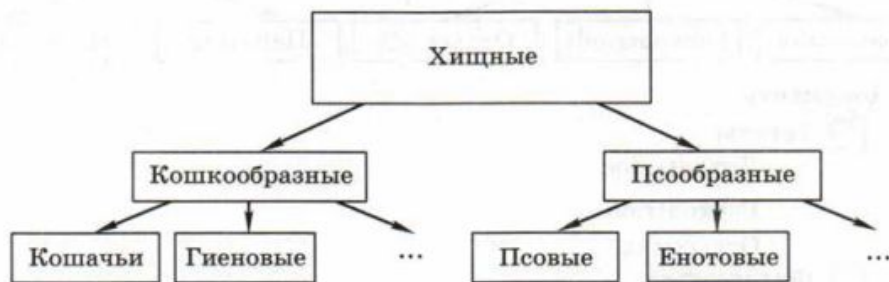 Хищные
Кошкообразные Псообразные
Кошачьи Гиеновые ... Псовые Енотовые ...